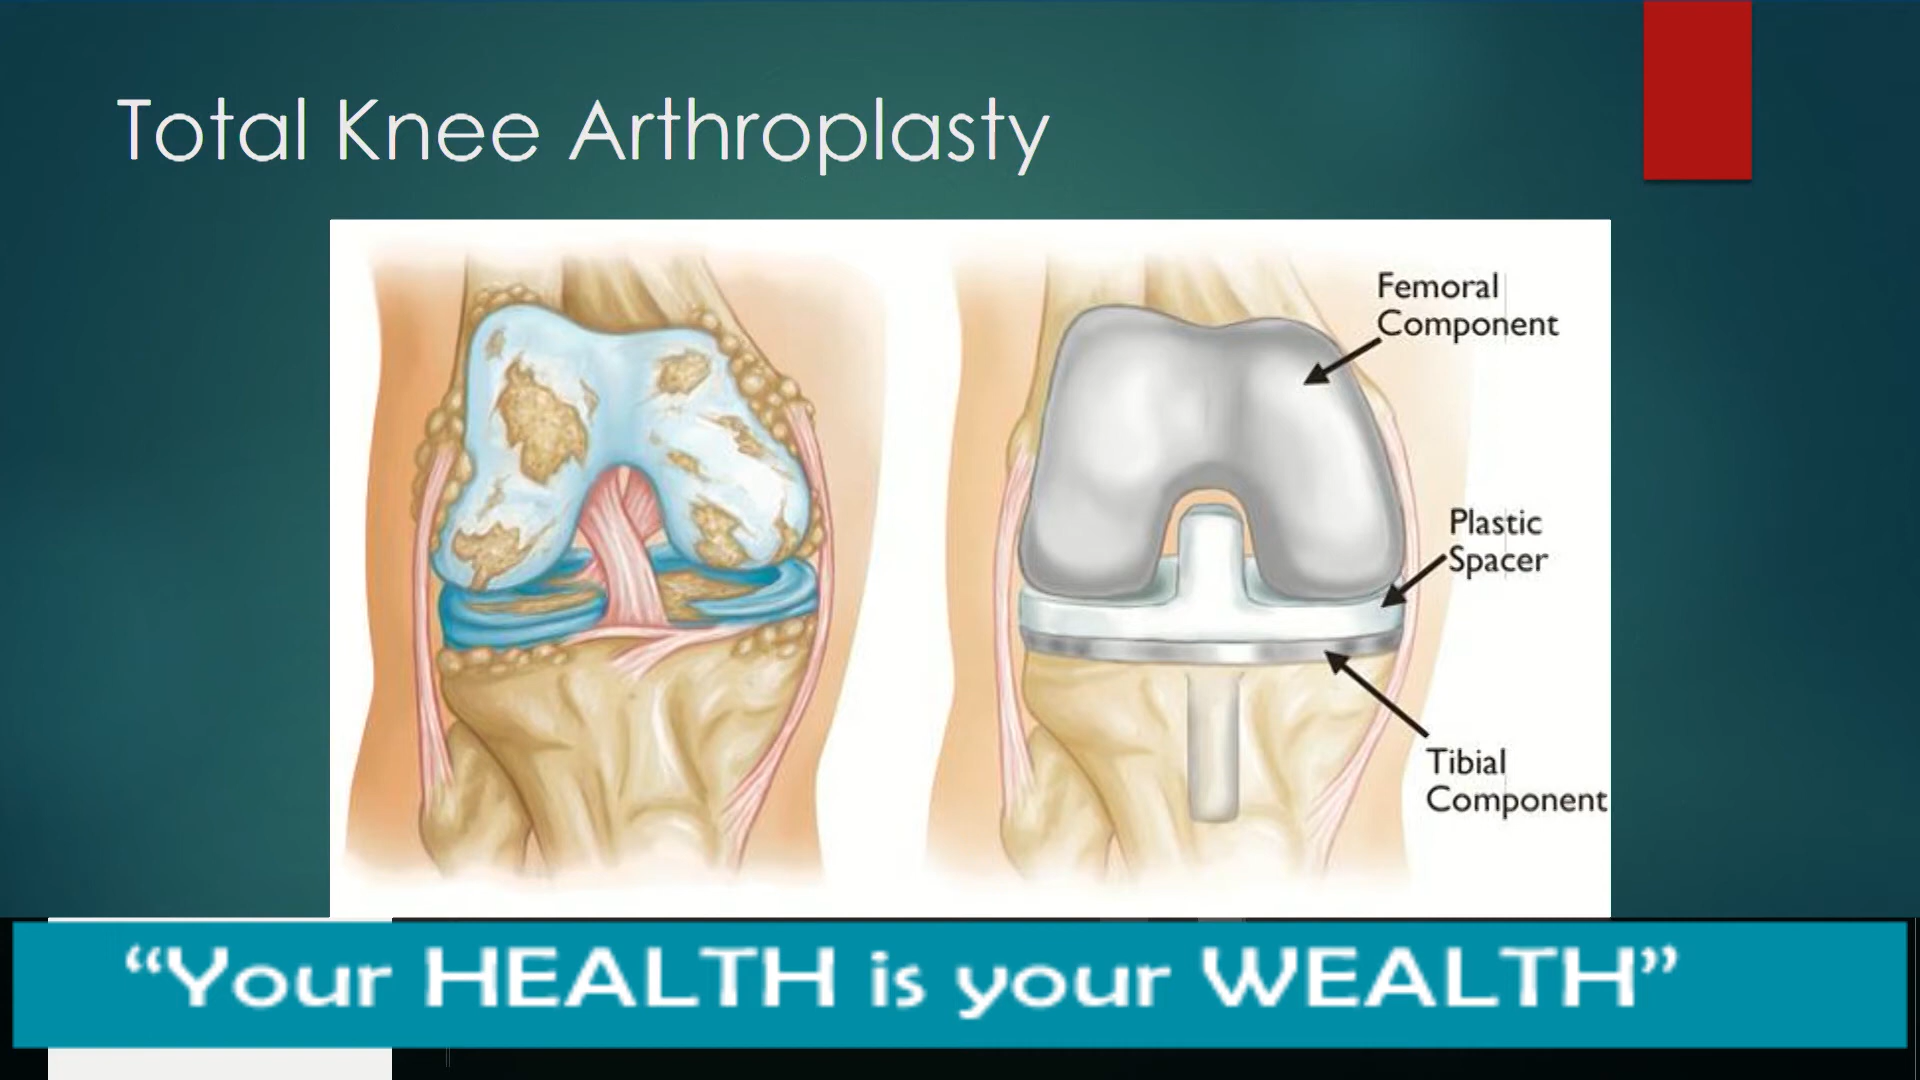 Total Knee Arthroplasty
Femoral
Component
Plastic
Spacer
Tibial
Component
“Your HEALTH is your WEALTH”